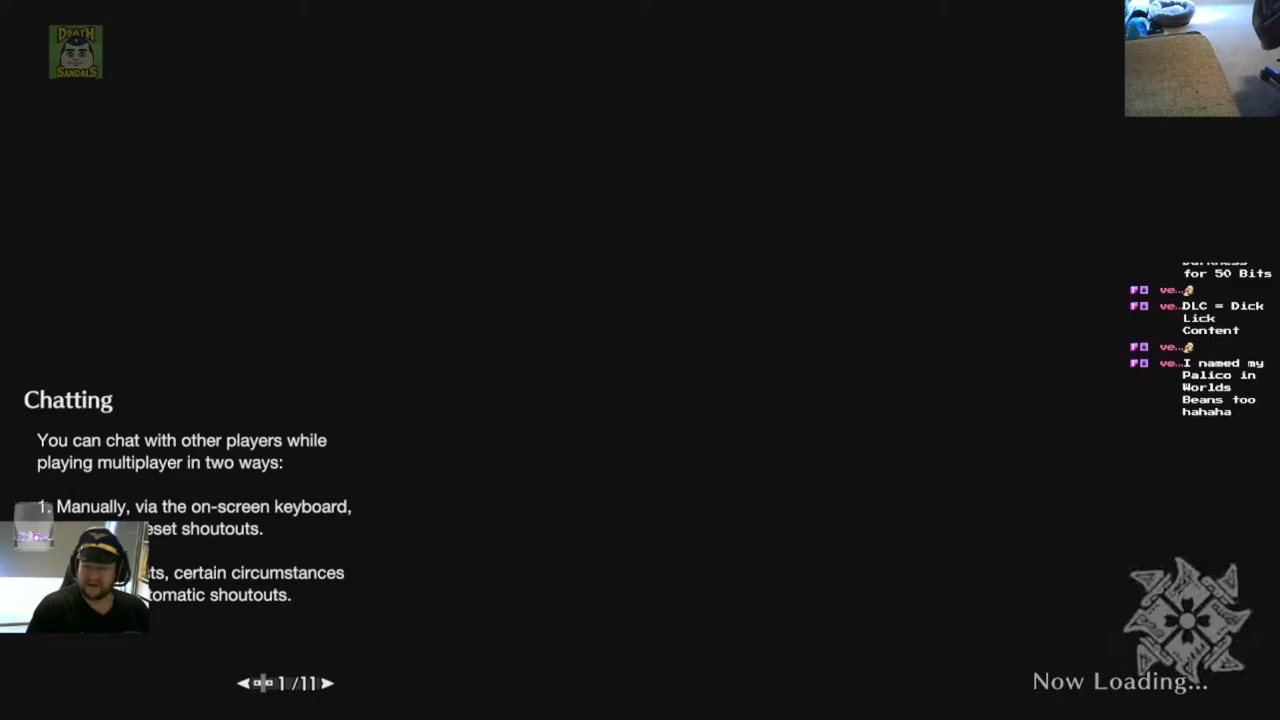 DEATH
SANDALS
for 50 Bits
ve...
ve...DLC = Dick
Lick
Content
ve...
ve...I named my
Palico in
Worlds
Beans too
hahaha
Chatting
You can chat with other players while
playing multiplayer in two ways:
1. Manually, via the on-screen keyboard,
eset shoutouts.
ts, certain circumstances
tomatic shoutouts.
1/11
Now Loading...